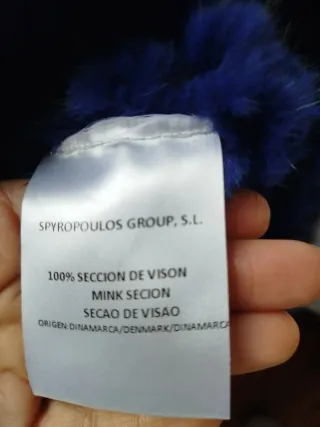 SPYROPOULOS GROUP, S.L.
100% SECCION DE VISON
MINK SECION
SECAO DE VISAO
ORIGEN:DINAMARCA/DENMARK/DINAMARCA